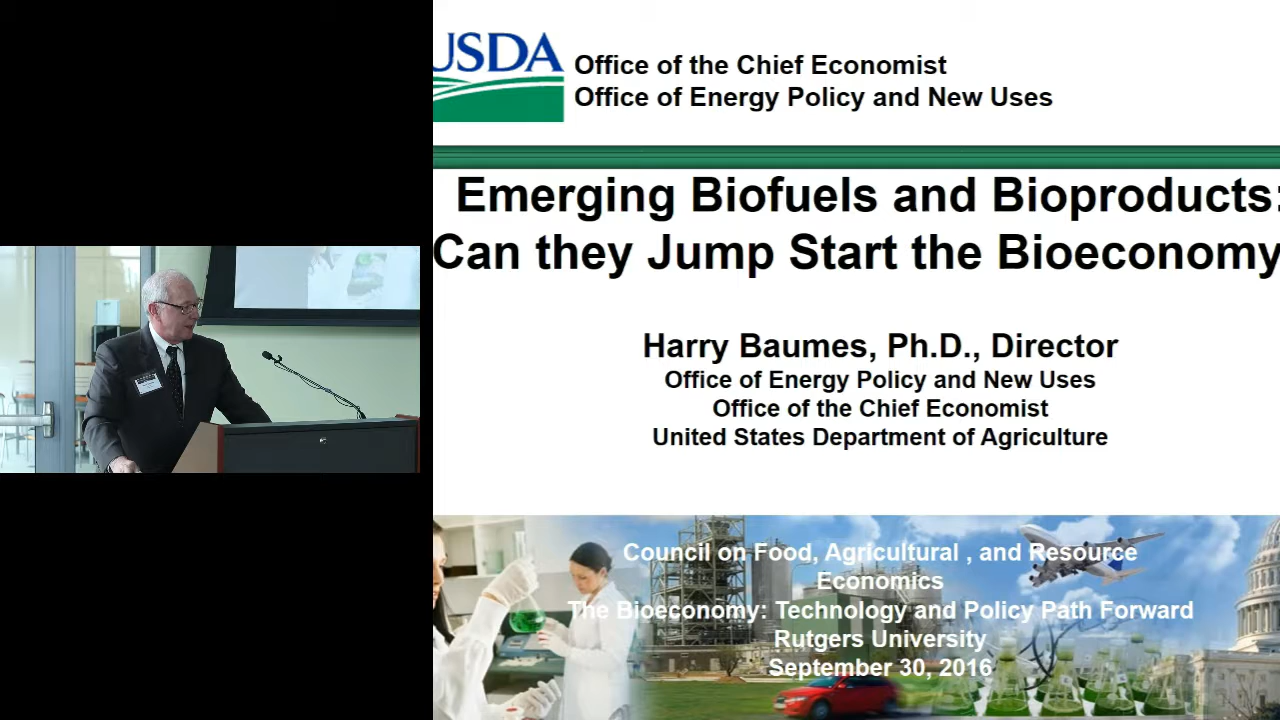 USDA
Office of the Chief Economist
Office of Energy Policy and New Uses
Emerging Biofuels and Bioproducts:
Can they Jump Start the Bioeconomy
Harry Baumes, Ph.D., Director
Office of Energy Policy and New Uses
Office of the Chief Economist
United States Department of Agriculture
Council on Food, Agricultural , and Resource
Economics
The Bioeconomy: Technology and Policy Path Forward
Rutgers University
September 30, 2016